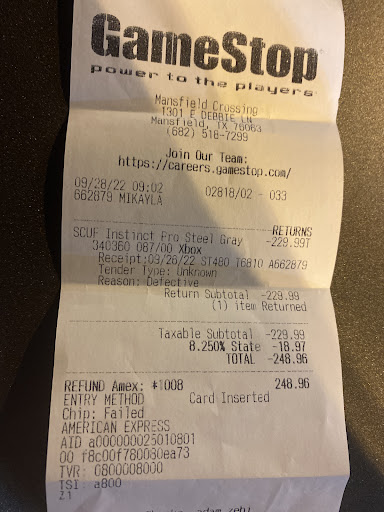 GameStop
power to the players
Mansfield Crossing
1301 E DEBBIE LN
Mansfield, TX 76063
(682) 518-7299
Join Our Team:
https://careers.gamestop.com/
09/28/22 09:02 02818/02 - 033
662879 MIKAYLA
RETURNS
SCUF Instinct Pro Steel Gray -229.99T
340360 087/00 Xbox
Receipt:09/26/22 ST480 T6810 A662879
Tender Type: Unknown
Reason: Defective
Return Subtotal -229.99
(1) item Returned
Taxable Subtotal -229.99
8.250% State -18.97
TOTAL -248.96
REFUND Amex: *1008 248.96
ENTRY METHOD Card Inserted
Chip: Failed
AMERICAN EXPRESS
AID a000000025010801
00 f8c00f780080ea73
TVR: 0800008000
TSI: a800
Z1